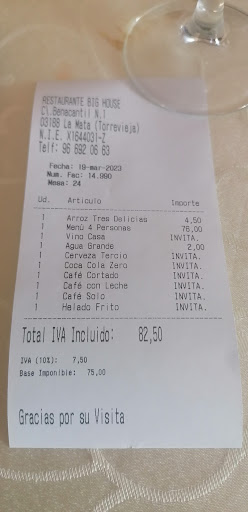 RESTAURANTE BIG HOUSE
C\.Benacantil N.1
03188 La Mata (Torrevieja)
N.I.E. X1644031-Z
Telf: 96 692 06 63
Fecha: 19-mar-2023
Num. Fac: 14.990
Mesa: 24
Ud. Articulo Importe
1 Arroz Tres Delicias 4,50
1 Menú 4 Personas 76,00
1 Vino Casa INVITA.
1 Agua Grande 2,00
1 Cerveza Tercio INVITA.
1 Coca Cola Zero INVITA.
1 Café Cortado INVITA.
1 Café con Leche INVITA.
1 Café Solo INVITA.
1 Helado Frito INVITA.
Total IVA Incluido: 82,50
IVA (10%): 7,50
Base Imponible: 75,00
Gracias por su Visita